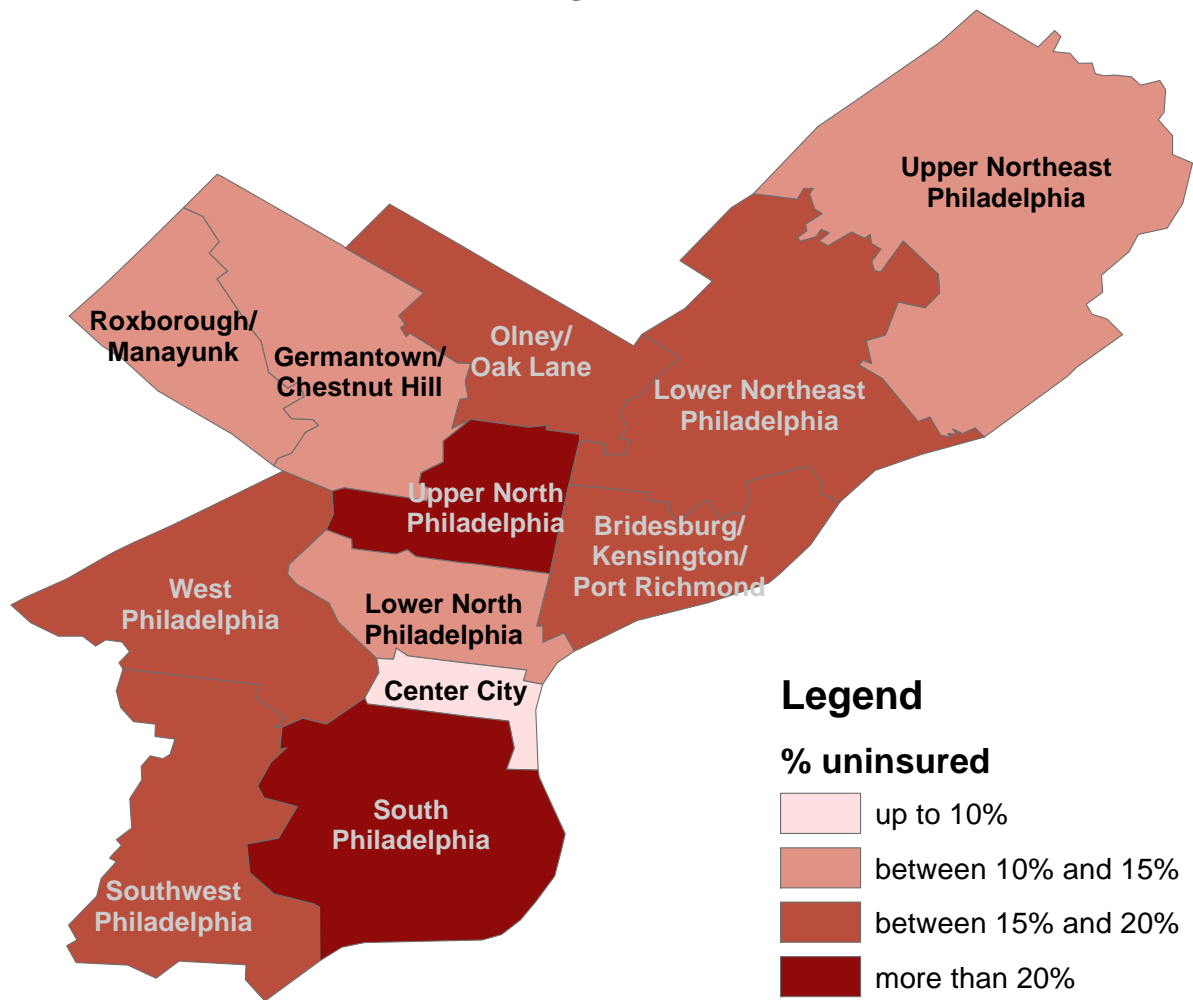 Upper Northeast
Philadelphia
Roxborough/
Manayunk
Germantown/
Chestnut Hill
Olney/
Oak Lane
Lower Northeast
Philadelphia
Upper North
Philadelphia
Bridesburg/
Kensington/
Port Richmond
West
Philadelphia
Lower North
Philadelphia
Center City
South
Philadelphia
Southwest
Philadelphia
Legend
% uninsured
up to 10%
between 10% and 15%
between 15% and 20%
more than 20%